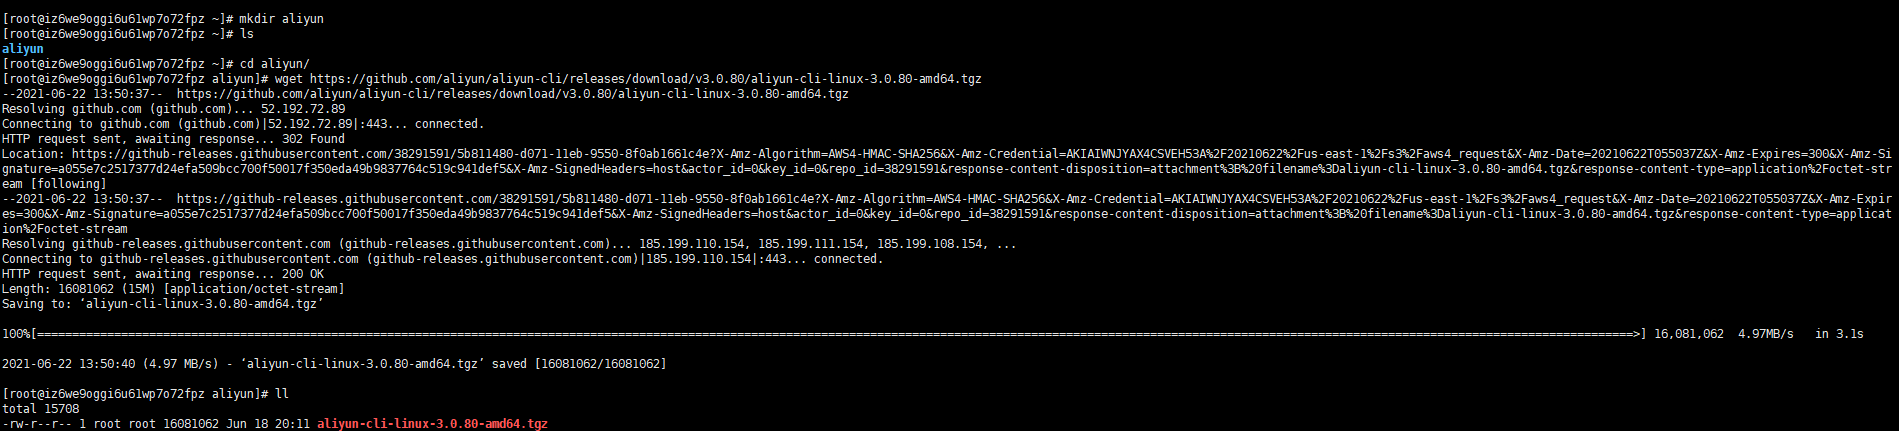 [root@iz6we9oggi6u61wp7o72fpz ~]# mkdir aliyun
[root@iz6we9oggi6u61wp7o72fpz ~]# ls
aliyun
[root@iz6we9oggi6u61wp7o72fpz ~]# cd aliyun/
[root@iz6we9oggi6u61wp7o72fpz aliyun]# wget https://github.com/aliyun/aliyun-cli/releases/download/v3.0.80/aliyun-cli-linux-3.0.80-amd64.tgz
--2021-06-22 13:50:37--  https://github.com/aliyun/aliyun-cli/releases/download/v3.0.80/aliyun-cli-linux-3.0.80-amd64.tgz
Resolving github.com (github.com)... 52.192.72.89
Connecting to github.com (github.com)|52.192.72.89|:443... connected.
HTTP request sent, awaiting response... 302 Found
Location: https://github-releases.githubusercontent.com/38291591/5b811480-d071-11eb-9550-8f0ab1661c4e?X-Amz-Algorithm=AWS4-HMAC-SHA256&X-Amz-Credential=AKIAIWNJYAX4CSVEH53A%2F20210622%2Fus-east-1%2Fs3%2Faws4_request&X-Amz-Date=20210622T055037Z&X-Amz-Expires=300&X-Amz-Si
gnature=a055e7c2517377d24efa509bcc700f50017f350eda49b9837764c519c941def5&X-Amz-SignedHeaders=host&actor_id=0&key_id=0&repo_id=38291591&response-content-disposition=attachment%3B%20filename%3Daliyun-cli-linux-3.0.80-amd64.tgz&response-content-type=application%2Foctet-str
eam [following]
--2021-06-22 13:50:37--  https://github-releases.githubusercontent.com/38291591/5b811480-d071-11eb-9550-8f0ab1661c4e?X-Amz-Algorithm=AWS4-HMAC-SHA256&X-Amz-Credential=AKIAIWNJYAX4CSVEH53A%2F20210622%2Fus-east-1%2Fs3%2Faws4_request&X-Amz-Date=20210622T055037Z&X-Amz-Expir
es=300&X-Amz-Signature=a055e7c2517377d24efa509bcc700f50017f350eda49b9837764c519c941def5&X-Amz-SignedHeaders=host&actor_id=0&key_id=0&repo_id=38291591&response-content-disposition=attachment%3B%20filename%3Daliyun-cli-linux-3.0.80-amd64.tgz&response-content-type=applicat
ion%2Foctet-stream
Resolving github-releases.githubusercontent.com (github-releases.githubusercontent.com)... 185.199.110.154, 185.199.111.154, 185.199.108.154, ...
Connecting to github-releases.githubusercontent.com (github-releases.githubusercontent.com)|185.199.110.154|:443... connected.
HTTP request sent, awaiting response... 200 OK
Length: 16081062 (15M) [application/octet-stream]
Saving to: ‘aliyun-cli-linux-3.0.80-amd64.tgz’
100%[====================================================================================================================================================================================================================================>] 16,081,062  4.97MB/s   in 3.1s
2021-06-22 13:50:40 (4.97 MB/s) - ‘aliyun-cli-linux-3.0.80-amd64.tgz’ saved [16081062/16081062]
[root@iz6we9oggi6u61wp7o72fpz aliyun]# ll
total 15708
-rw-r--r-- 1 root root 16081062 Jun 18 20:11 aliyun-cli-linux-3.0.80-amd64.tgz